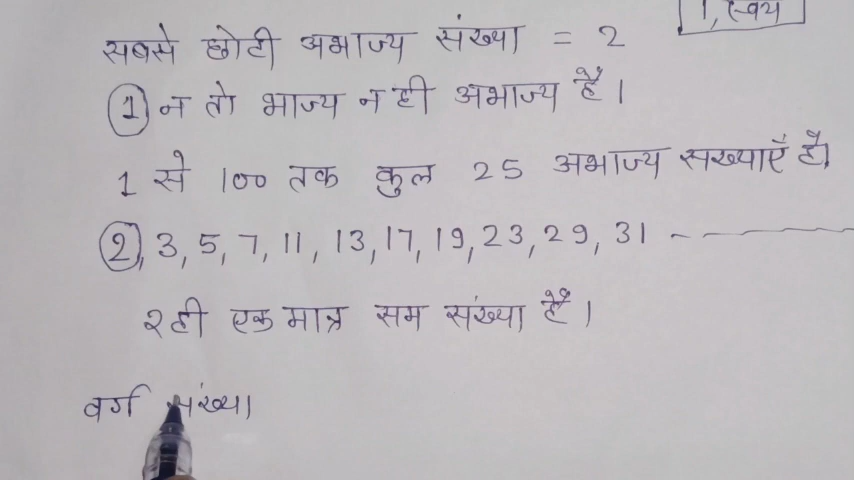 1, स्वयं
सबसे छोटी अभाज्य संख्या = 2
1 न तो भाज्य न ही अभाज्य है।
1 से 100 तक कुल 25 अभाज्य सख्याएँ है।
2, 3, 5, 7, 11, 13, 17, 19, 23, 29, 31 -
२ ही एक मात्र सम संख्या है।
वर्ग संख्या